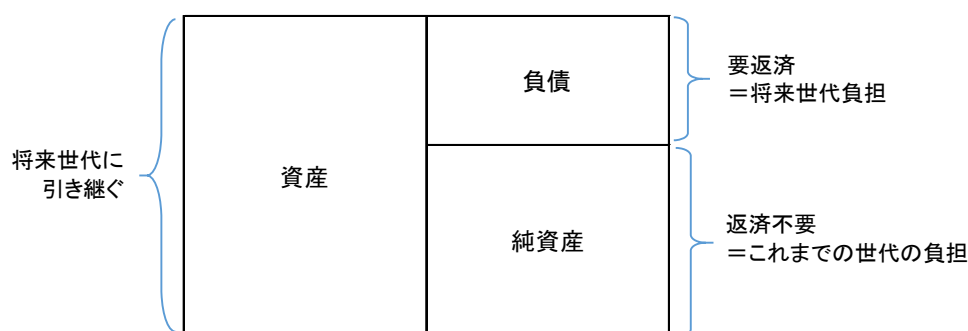 将来世代に
引き継ぐ
資産
負債
純資産
要返済
＝将来世代負担
返済不要
＝これまでの世代の負担